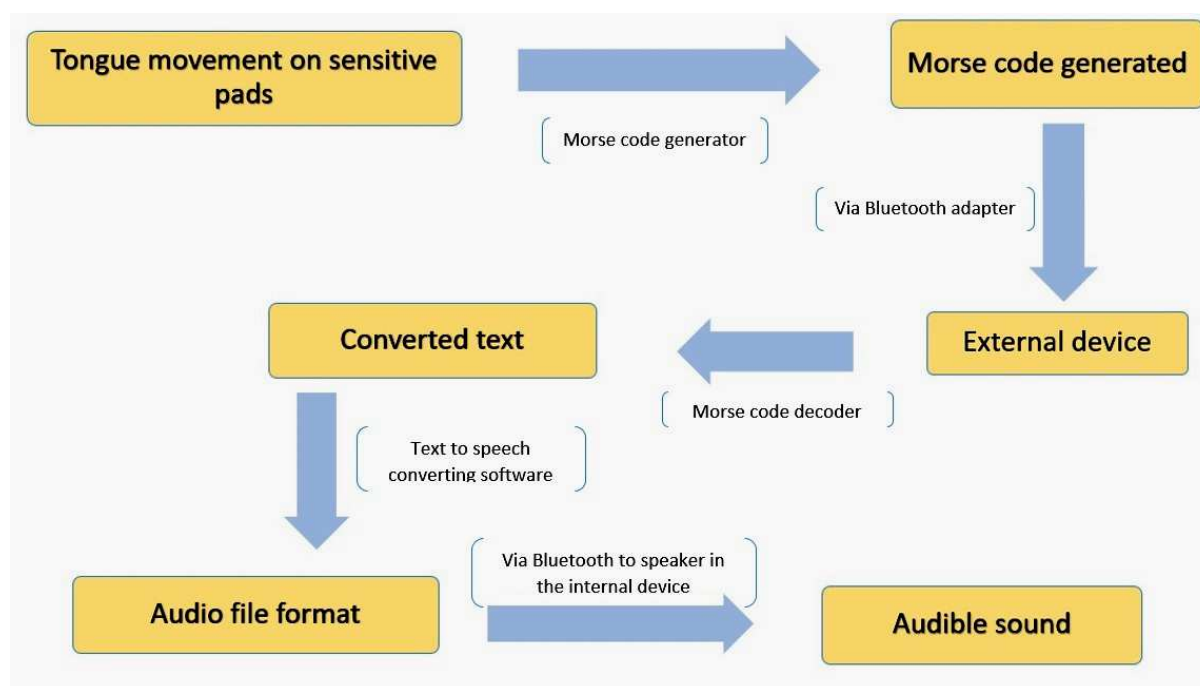 Tongue movement on sensitive
pads
Morse code generator
Morse code generated
Via Bluetooth adapter
External device
Morse code decoder
Converted text
Text to speech
converting software
Audio file format
Via Bluetooth to speaker in
the internal device
Audible sound